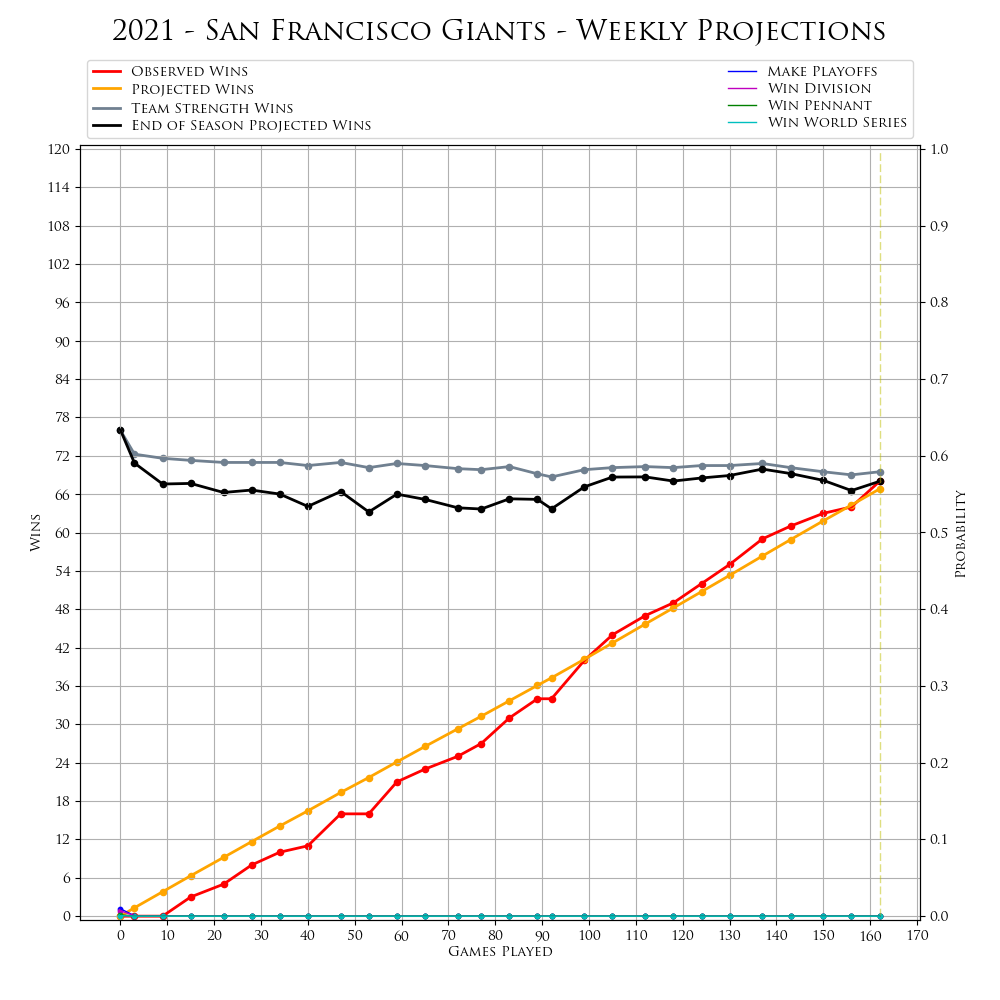 2021 - San Francisco Giants - Weekly Projections
Observed Wins
Projected Wins
Team Strength Wins
End of Season Projected Wins
Make Playoffs
Win Division
Win Pennant
Win World Series
120
114
108
102
96
90
84
78
72
66
60
54
48
42
36
30
24
18
12
6
0
Wins
1.0
0.9
0.8
0.7
0.6
0.5
0.4
0.3
0.2
0.1
0.0
Probability
0 10 20 30 40 50 60 70 80 90 100 110 120 130 140 150 160 170
Games Played